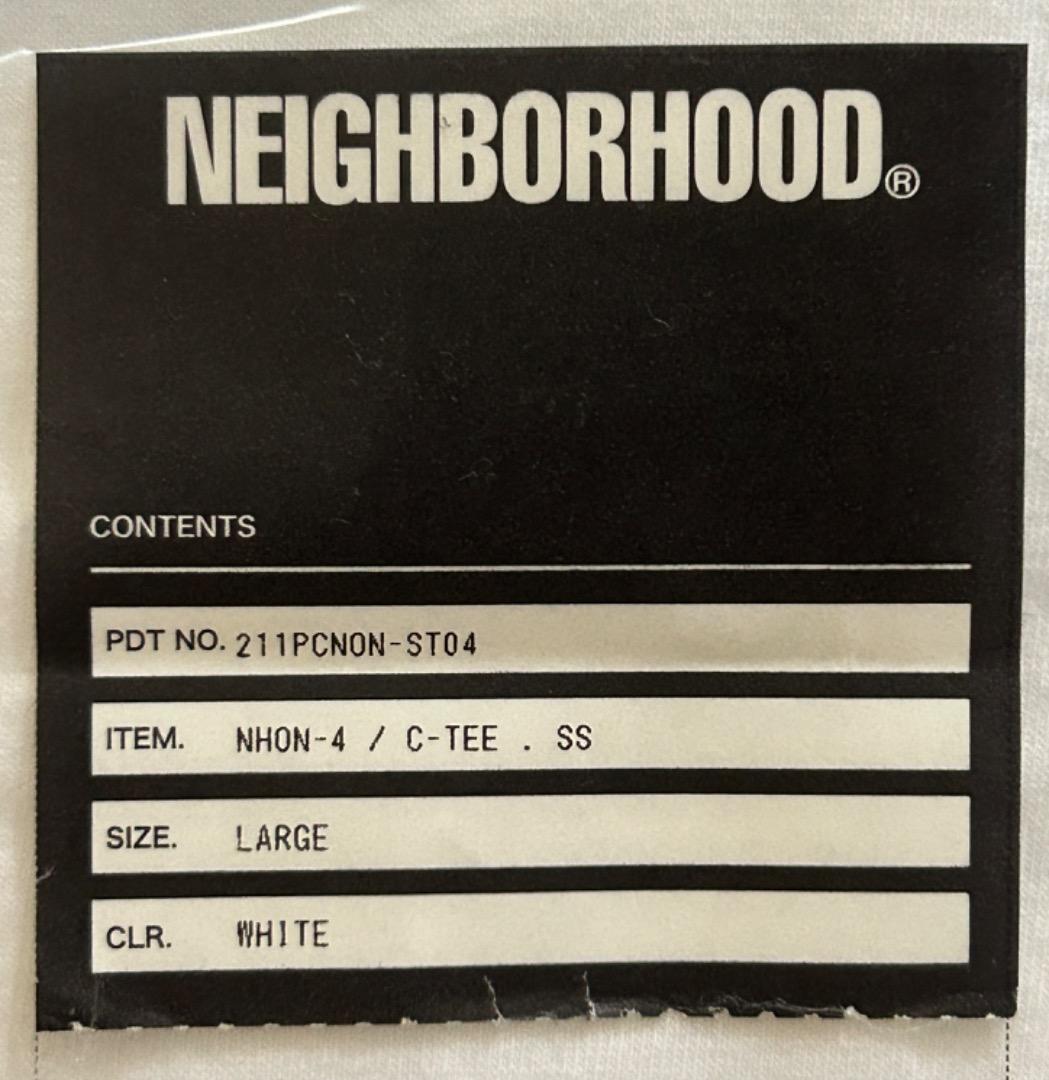 NEIGHBORHOOD®
CONTENTS
PDT NO. 211PCNON-ST04
ITEM. NHON-4 / C-TEE . SS
SIZE. LARGE
CLR. WHITE